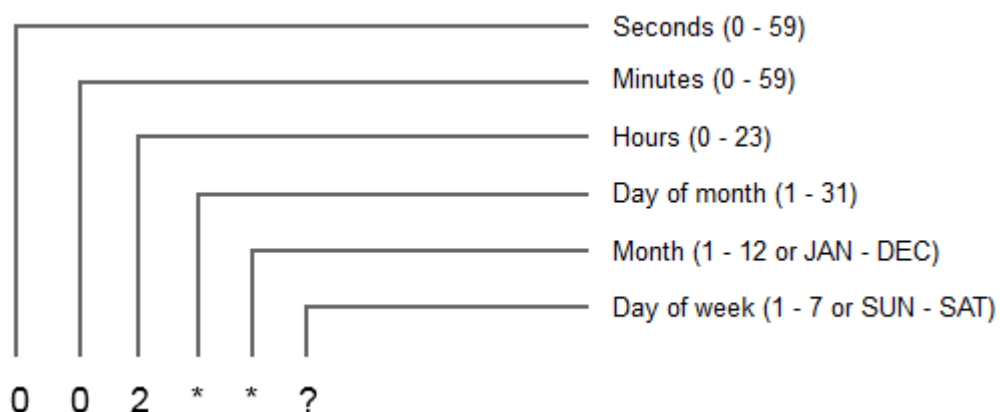 Seconds (0 - 59)
Minutes (0 - 59)
Hours (0 - 23)
Day of month (1 - 31)
Month (1 - 12 or JAN - DEC)
Day of week (1 - 7 or SUN - SAT)
0 0 2 * * ?